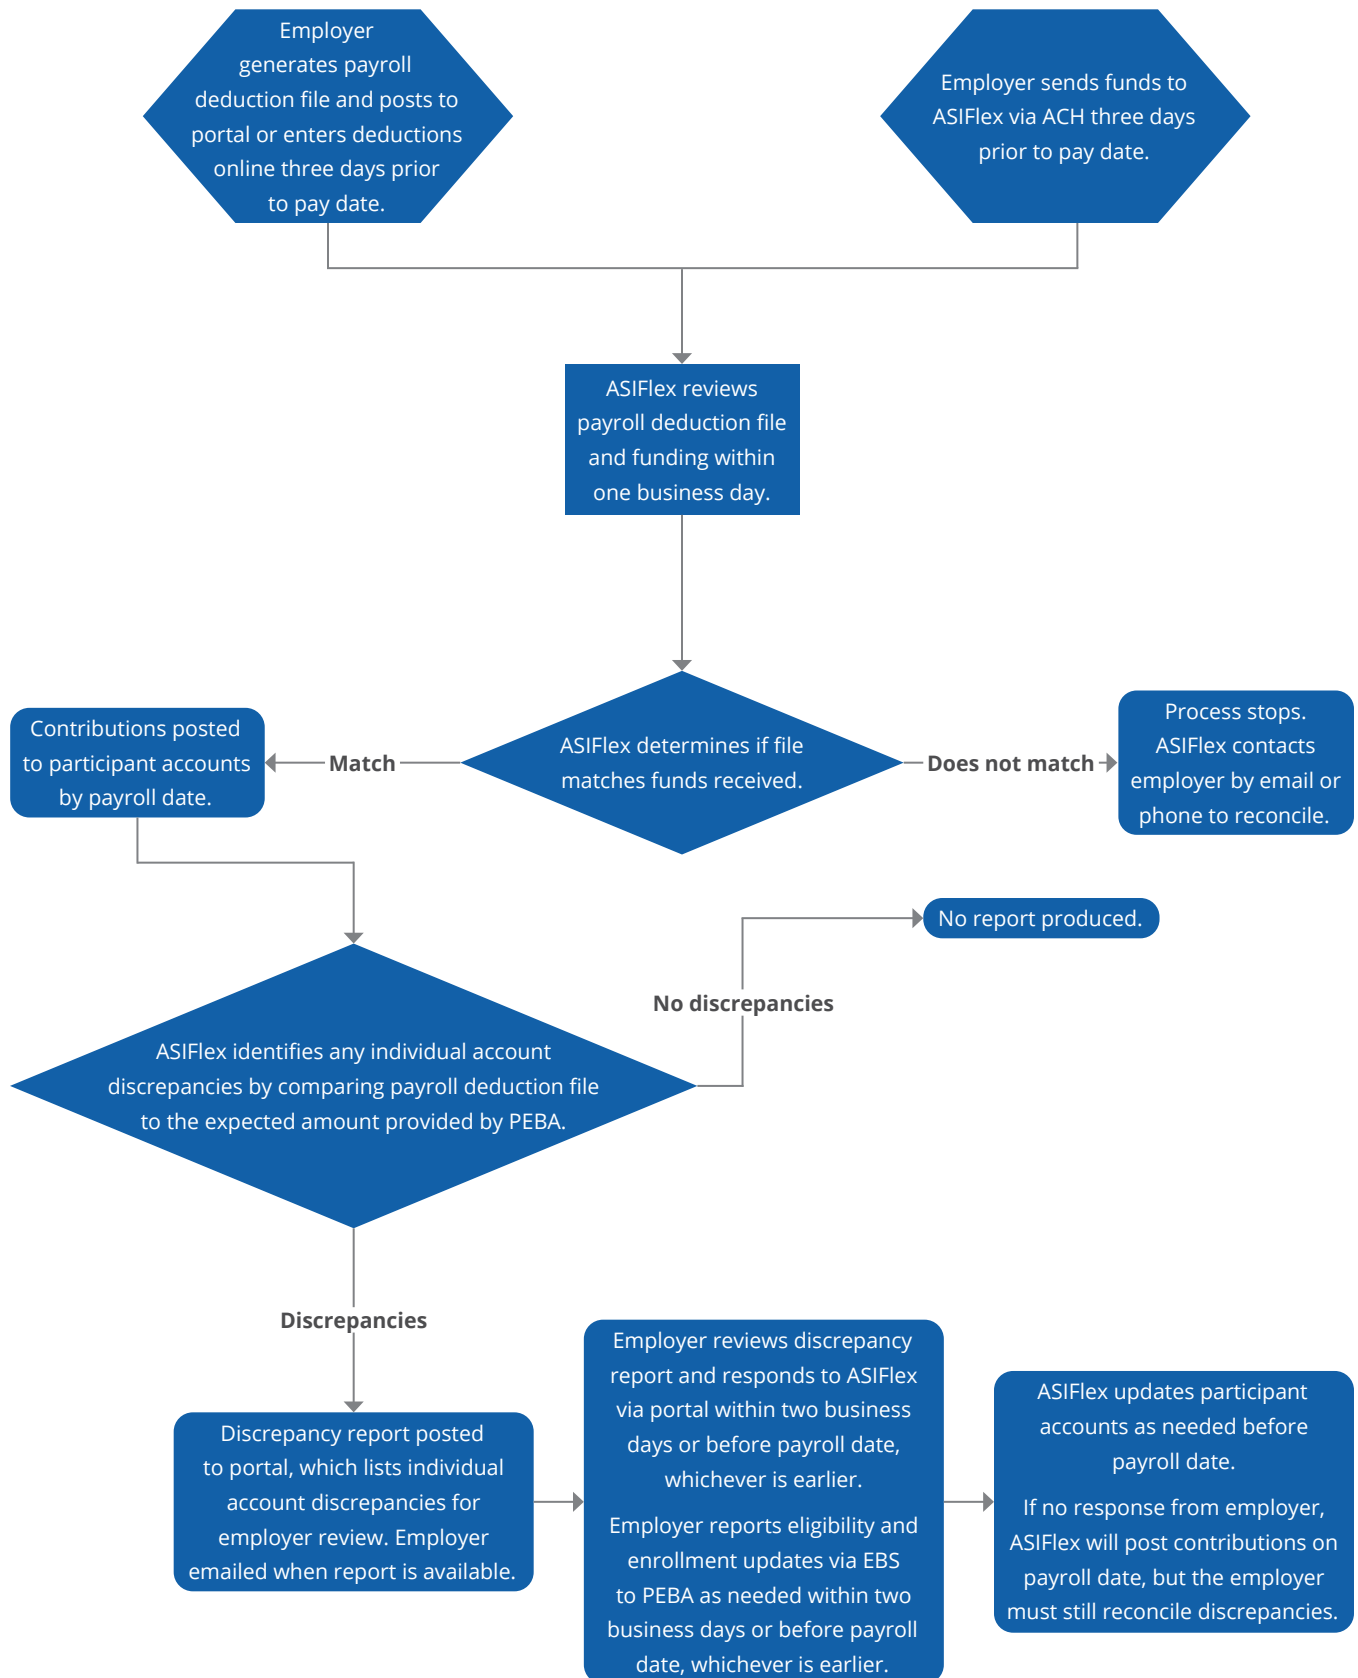 Employer
generates payroll
deduction file and posts to
portal or enters deductions
online three days prior
to pay date.
Employer sends funds to
ASIFlex via ACH three days
prior to pay date.
ASIFlex reviews
payroll deduction file
and funding within
one business day.
Contributions posted
to participant accounts
by payroll date.
Match
ASIFlex determines if file
matches funds received.
Does not match
Process stops.
ASIFlex contacts
employer by email or
phone to reconcile.
No report produced.
No discrepancies
ASIFlex identifies any individual account
discrepancies by comparing payroll deduction file
to the expected amount provided by PEBA.
Discrepancies
Discrepancy report posted
to portal, which lists individual
account discrepancies for
employer review. Employer
emailed when report is available.
Employer reviews discrepancy
report and responds to ASIFlex
via portal within two business
days or before payroll date,
whichever is earlier.
Employer reports eligibility and
enrollment updates via EBS
to PEBA as needed within two
business days or before payroll
date, whichever is earlier.
ASIFlex updates participant
accounts as needed before
payroll date.
If no response from employer,
ASIFlex will post contributions on
payroll date, but the employer
must still reconcile discrepancies.